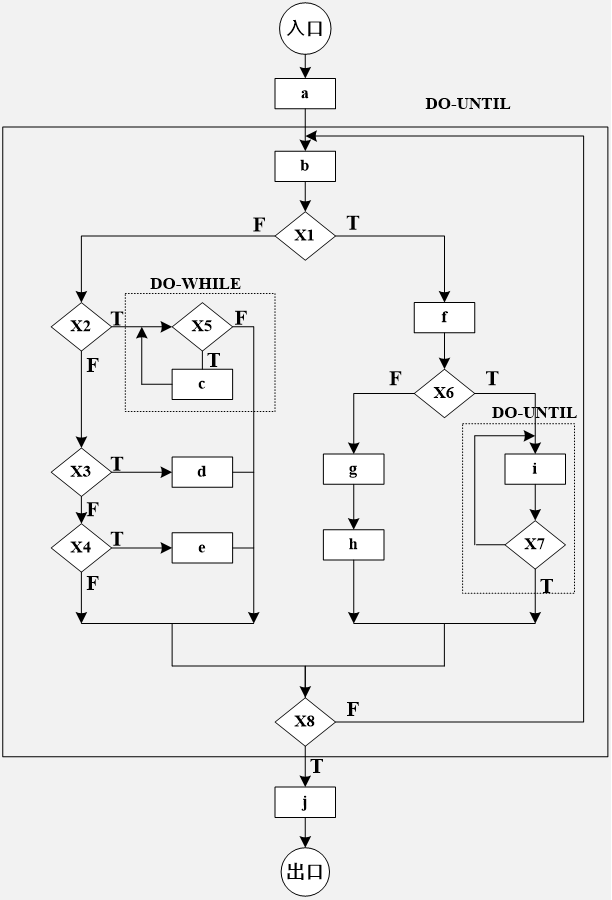 入口
a
DO-UNTIL
b
F
X1
T
DO-WHILE
X2
T
X5
F
f
F
T
c
F
X6
T
DO-UNTIL
X3
T
d
g
i
F
X4
T
e
h
X7
F
T
X8
F
T
j
出口